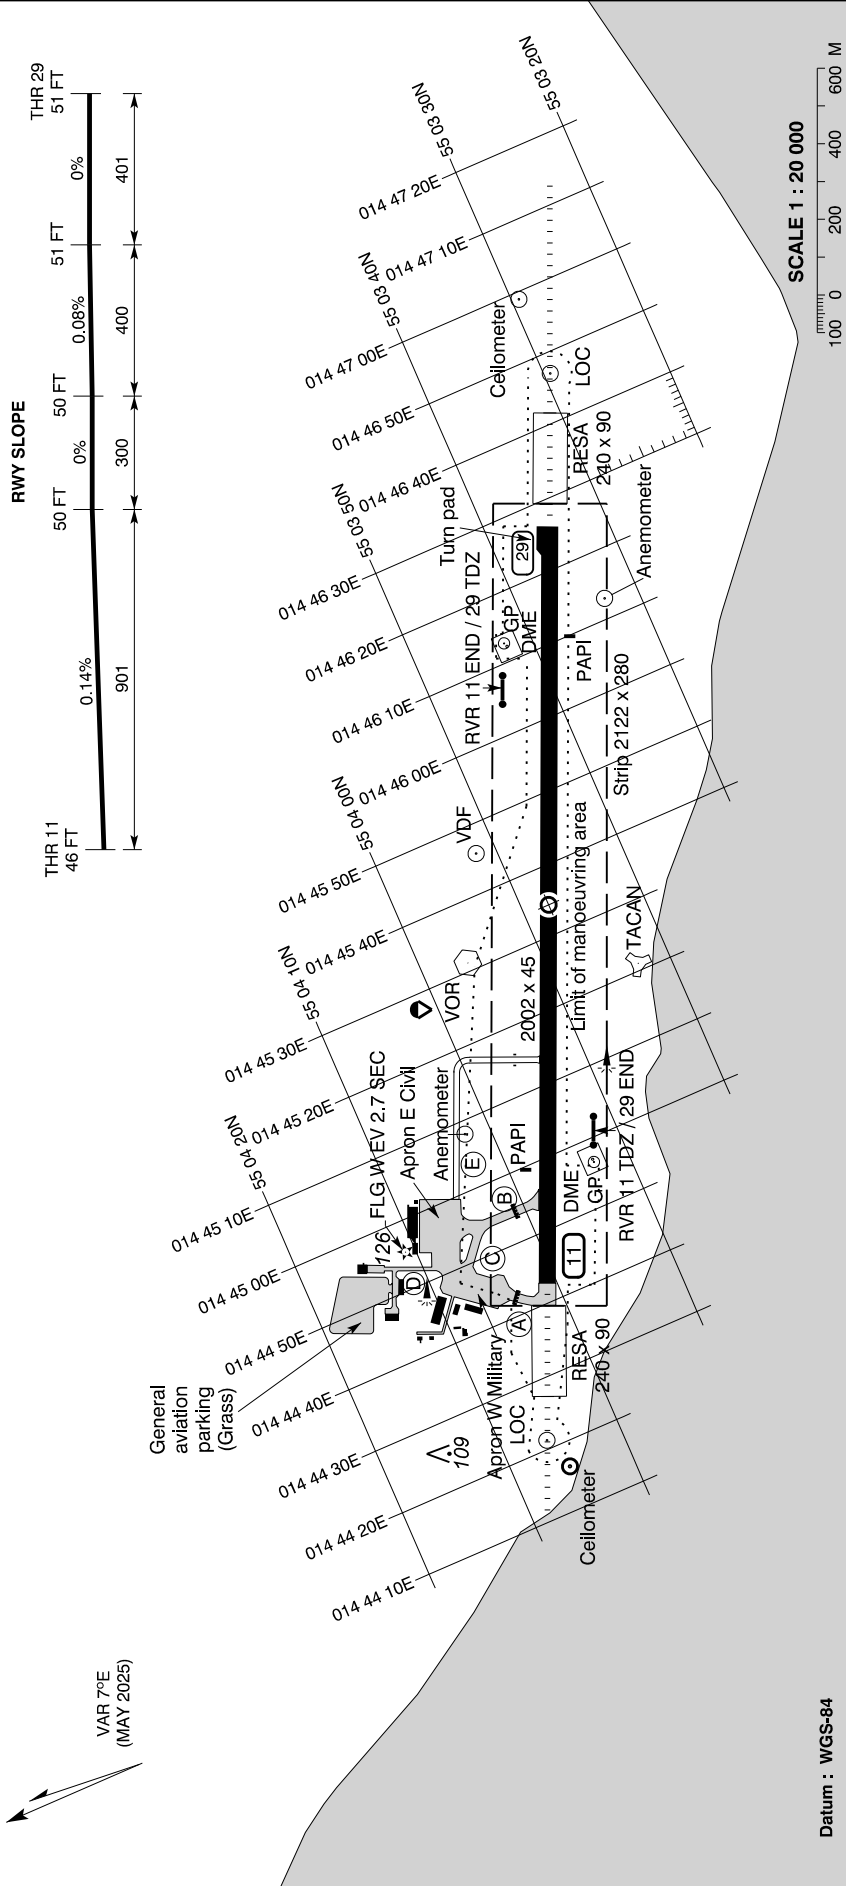 RWY SLOPE
THR 11
46 FT
50 FT
50 FT
51 FT
THR 29
51 FT
0.14%
0%
0.08%
0%
901
300
400
401
VAR 7°E
(MAY 2025)
General
aviation
parking
(Grass)
55 04 20N
55 04 10N
55 04 00N
55 03 50N
55 03 40N
55 03 30N
55 03 20N
014 44 10E
014 44 20E
014 44 30E
014 44 40E
014 44 50E
014 45 00E
014 45 10E
014 45 20E
014 45 30E
014 45 40E
014 45 50E
014 46 00E
014 46 10E
014 46 20E
014 46 30E
014 46 40E
014 46 50E
014 47 00E
014 47 10E
014 47 20E
126
FLG W EV 2.7 SEC
Apron E Civil
Anemometer
VOR
VDF
RVR 11 END / 29 TDZ
Turn pad
GP
DME
29
Ceilometer
LOC
109
Apron W Military
LOC
D
C
E
B
A
PAPI
2002 x 45
11
DME
GP
RVR 11 TDZ / 29 END
Limit of manoeuvring area
PAPI
TACAN
Strip 2122 x 280
Anemometer
RESA
240 x 90
RESA
240 x 90
Ceilometer
SCALE 1 : 20 000
100
0
200
400
600
M
Datum : WGS-84